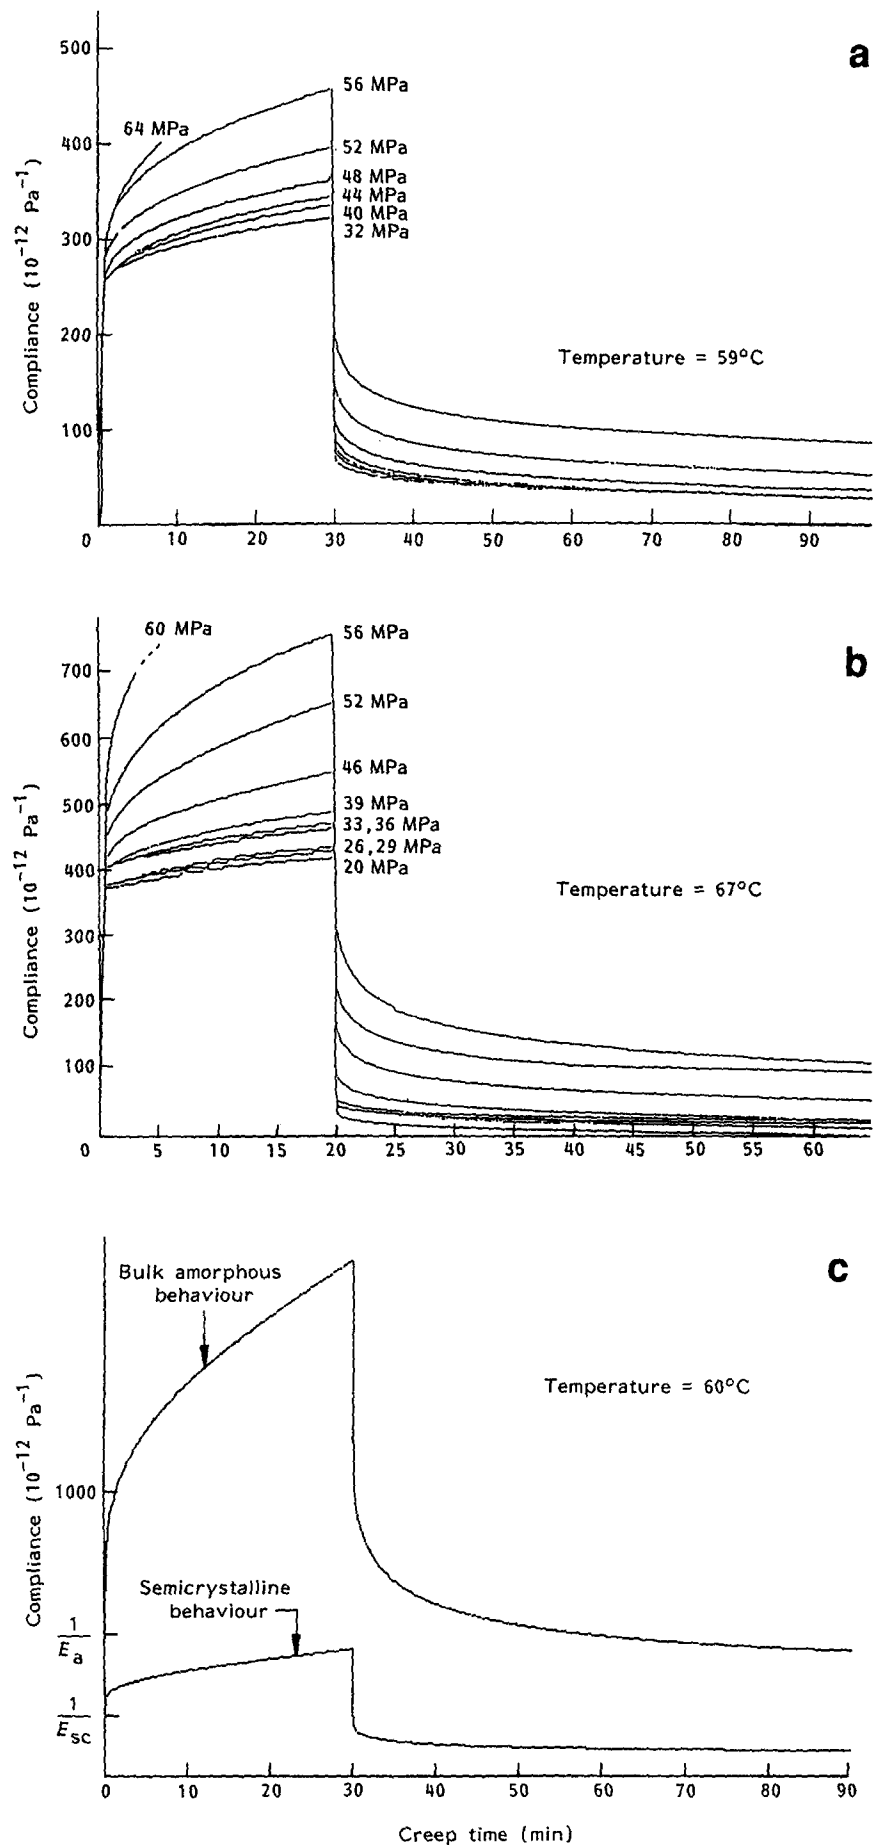 a
500
400
300
200
100
0
10
20
30
40
50
60
70
80
90
Compliance (10⁻¹² Pa⁻¹)
64 MPa
56 MPa
52 MPa
48 MPa
44 MPa
40 MPa
32 MPa
Temperature = 59°C
b
700
600
500
400
300
200
100
0
5
10
15
20
25
30
35
40
45
50
55
60
Compliance (10⁻¹² Pa⁻¹)
60 MPa
56 MPa
52 MPa
46 MPa
39 MPa
33,36 MPa
26,29 MPa
20 MPa
Temperature = 67°C
c
Bulk amorphous
behaviour
Temperature = 60°C
Compliance (10⁻¹² Pa⁻¹)
1000
Semicrystalline
behaviour
1
Ea
1
Esc
0
10
20
30
40
50
60
70
80
90
Creep time (min)